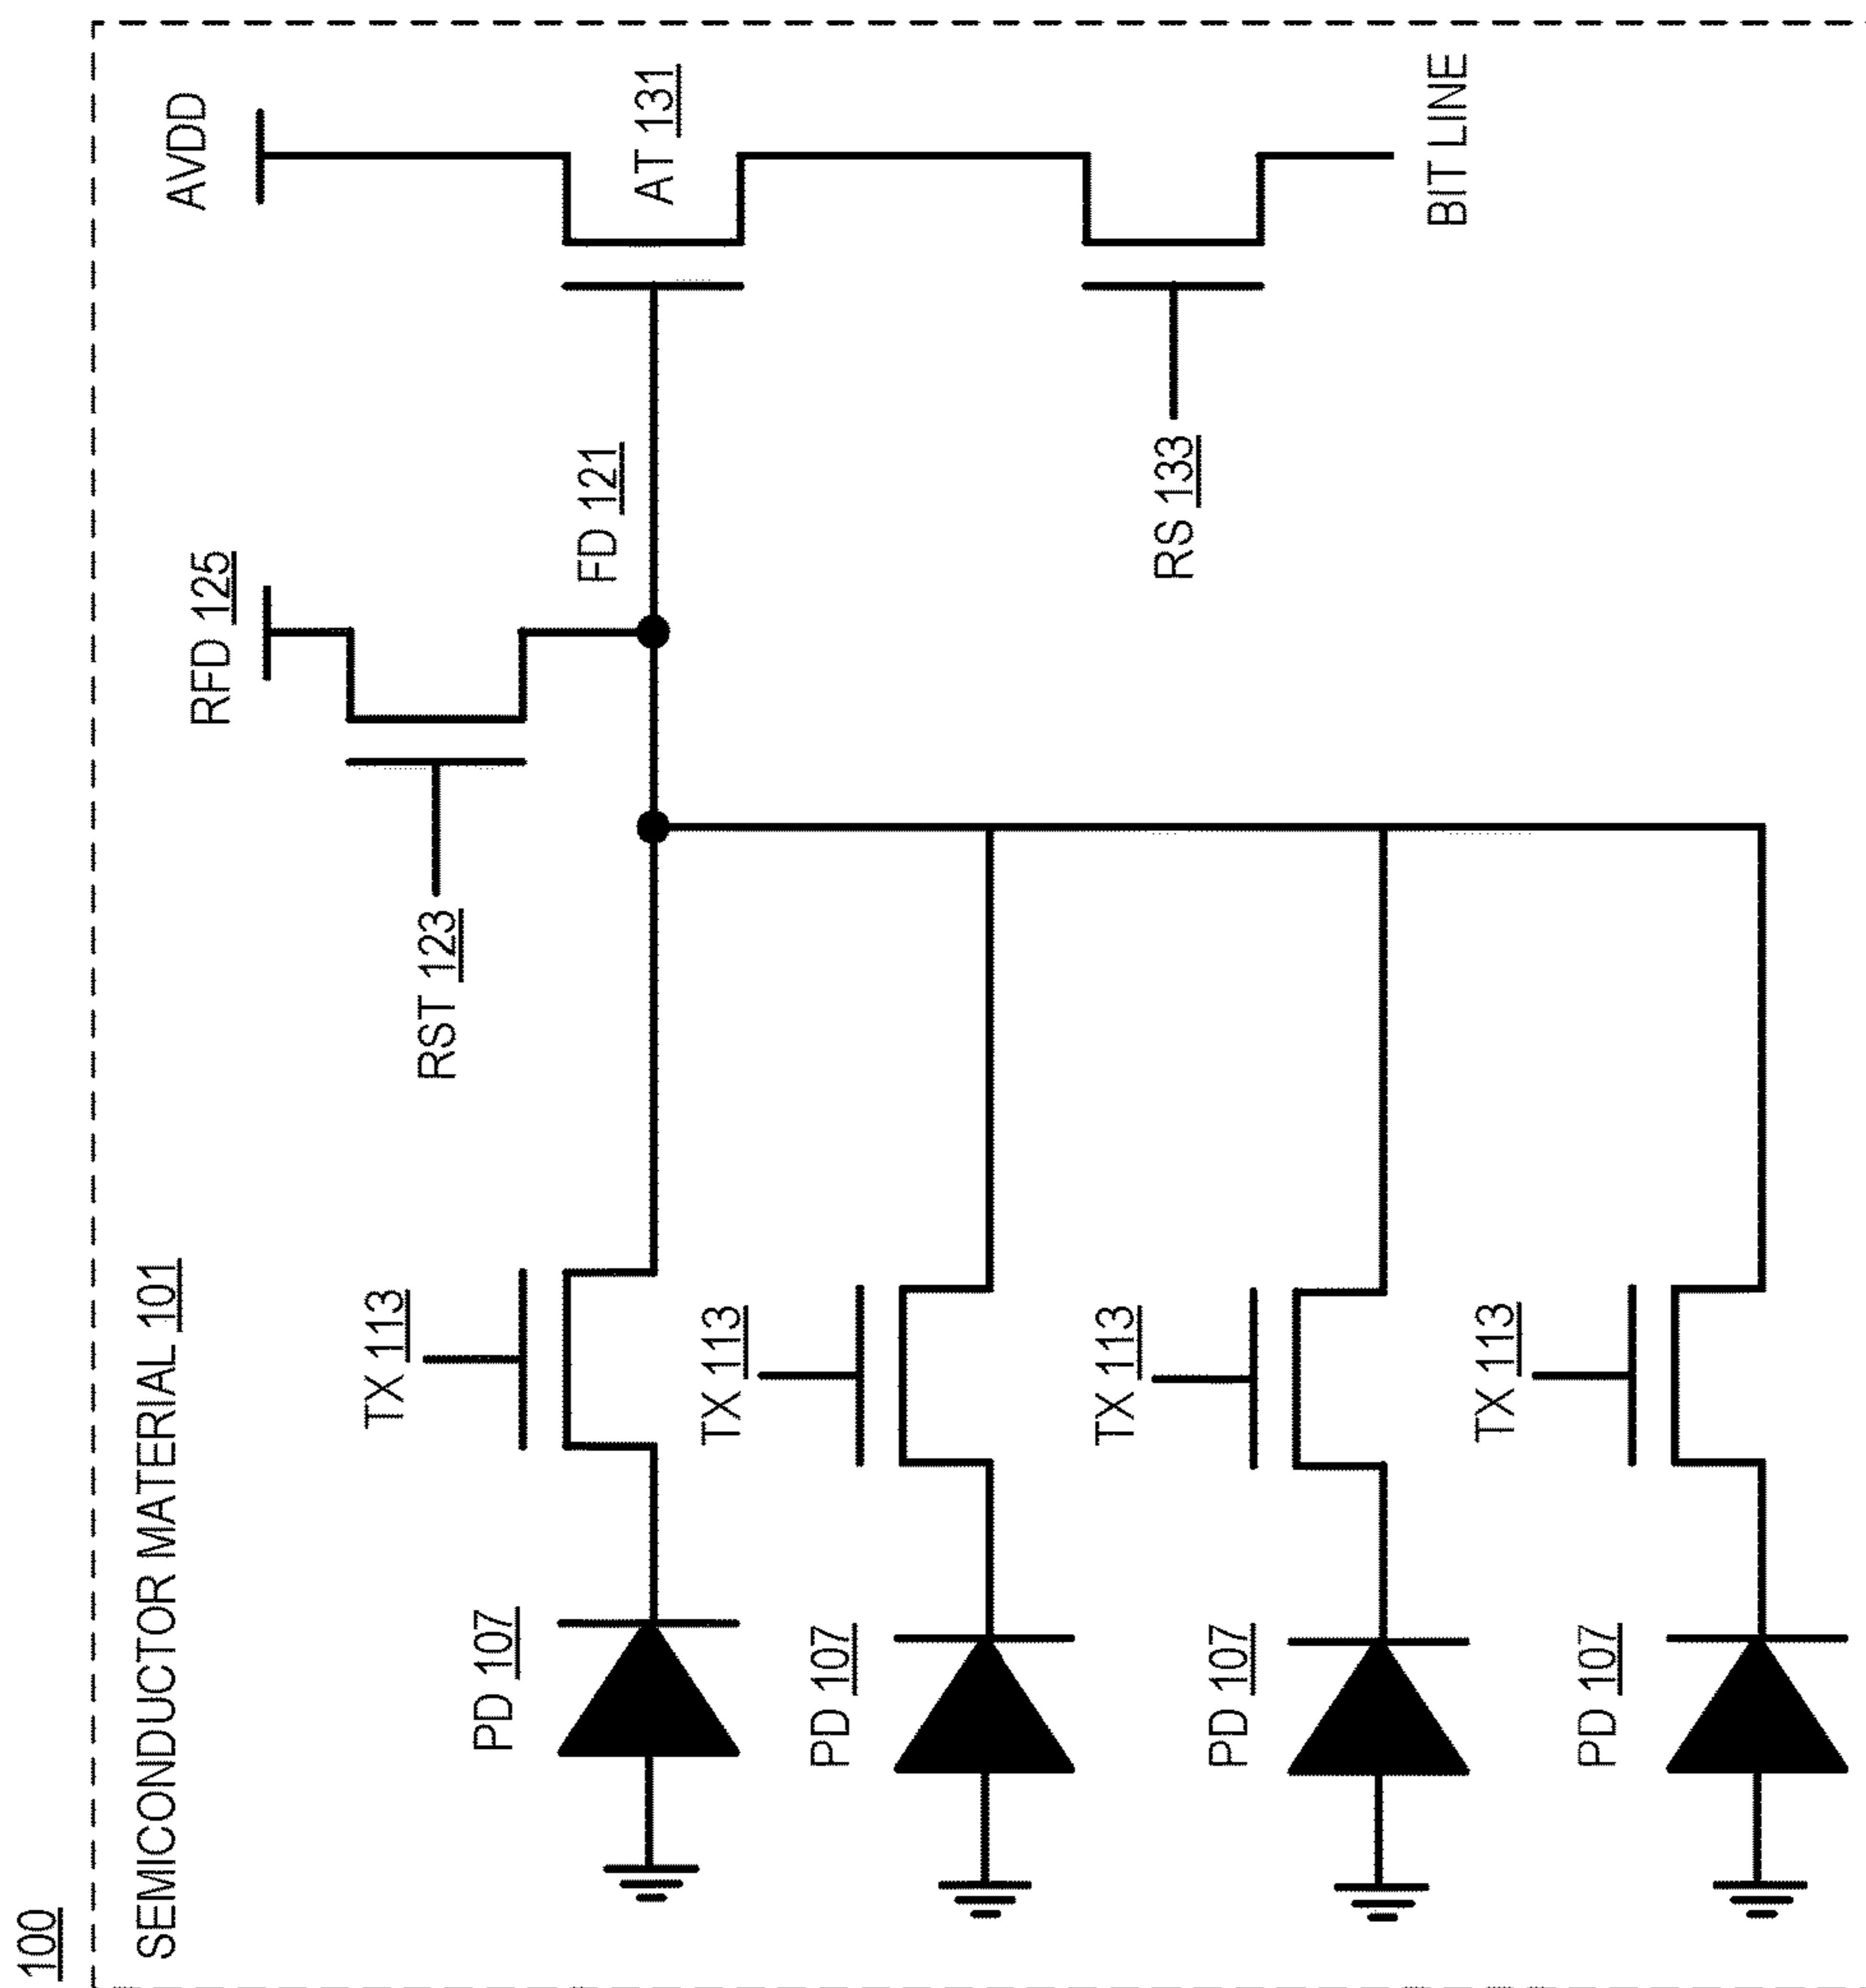 100
SEMICONDUCTOR MATERIAL 101
RFD 125
AVDD
RST 123
TX 113
FD 121
AT 131
PD 107
TX 113
PD 107
RS 133
TX 113
PD 107
BIT LINE
TX 113
PD 107